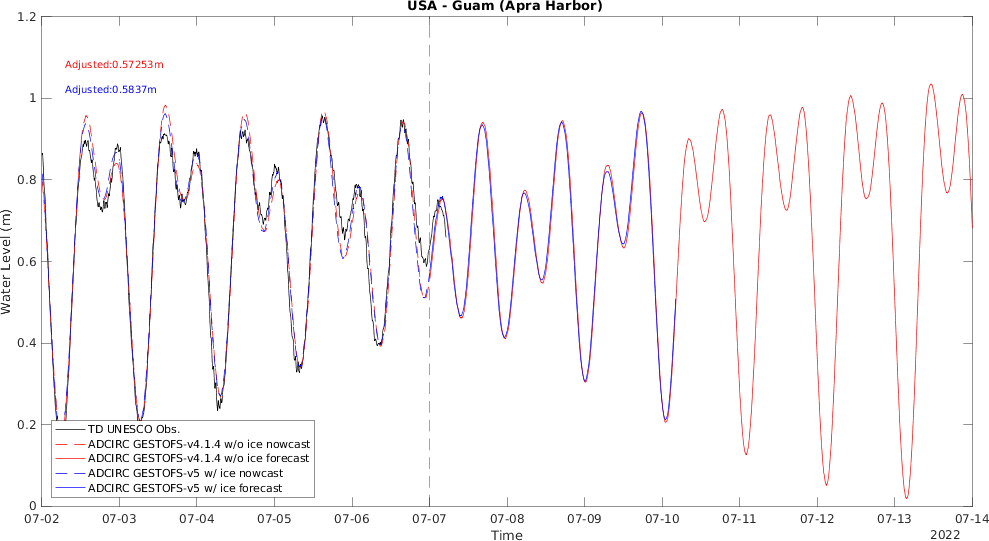 USA - Guam (Apra Harbor)
1.2
1
0.8
0.6
0.4
0.2
0
Water Level (m)
Adjusted:0.57253m
Adjusted:0.5837m
TD UNESCO Obs.
ADCIRC GESTOFS-v4.1.4 w/o ice nowcast
ADCIRC GESTOFS-v4.1.4 w/o ice forecast
ADCIRC GESTOFS-v5 w/ ice nowcast
ADCIRC GESTOFS-v5 w/ ice forecast
07-02 07-03 07-04 07-05 07-06 07-07 07-08 07-09 07-10 07-11 07-12 07-13 07-14
Time
2022